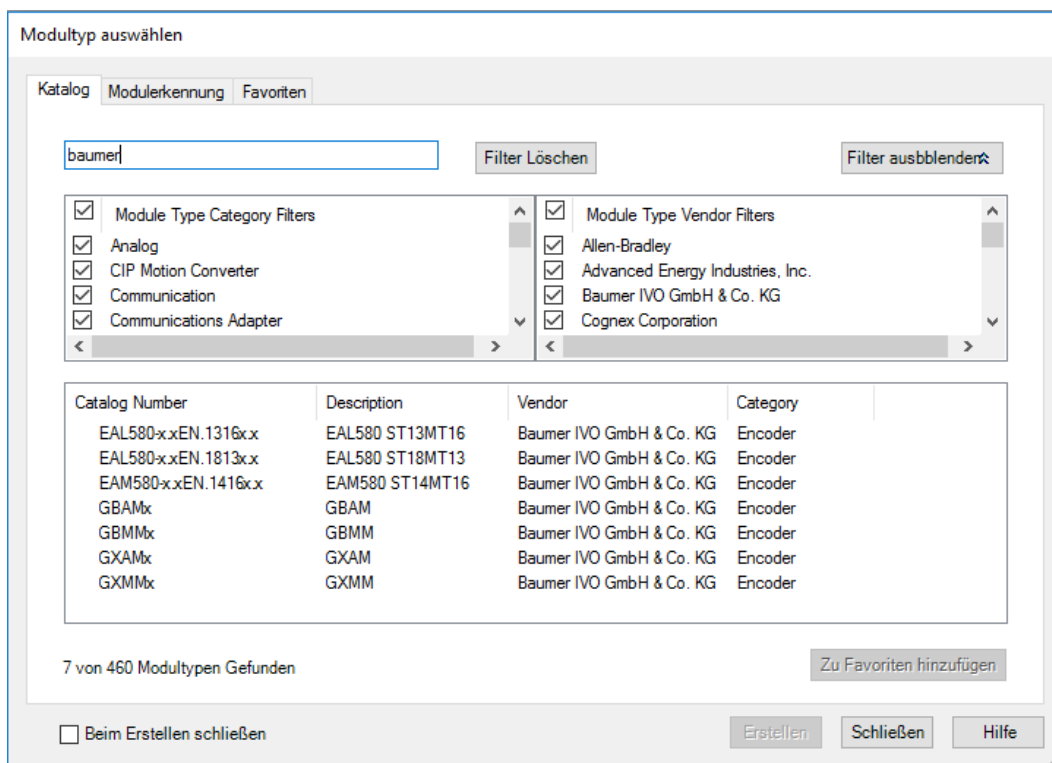 Modultyp auswählen
Katalog Modulerkennung Favoriten
baumer Filter Löschen Filter ausbblenden
Module Type Category Filters
Analog
CIP Motion Converter
Communication
Communications Adapter
Module Type Vendor Filters
Allen-Bradley
Advanced Energy Industries, Inc.
Baumer IVO GmbH & Co. KG
Cognex Corporation
Catalog Number Description Vendor Category
EAL580-x.xEN.1316x.x EAL580 ST13MT16 Baumer IVO GmbH & Co. KG Encoder
EAL580-x.xEN.1813x.x EAL580 ST18MT13 Baumer IVO GmbH & Co. KG Encoder
EAM580-x.xEN.1416x.x EAM580 ST14MT16 Baumer IVO GmbH & Co. KG Encoder
GBAMx GBAM Baumer IVO GmbH & Co. KG Encoder
GBMMx GBMM Baumer IVO GmbH & Co. KG Encoder
GXAMx GXAM Baumer IVO GmbH & Co. KG Encoder
GXMMx GXMM Baumer IVO GmbH & Co. KG Encoder
7 von 460 Modultypen Gefunden Zu Favoriten hinzufügen
Beim Erstellen schließen Erstellen Schließen Hilfe